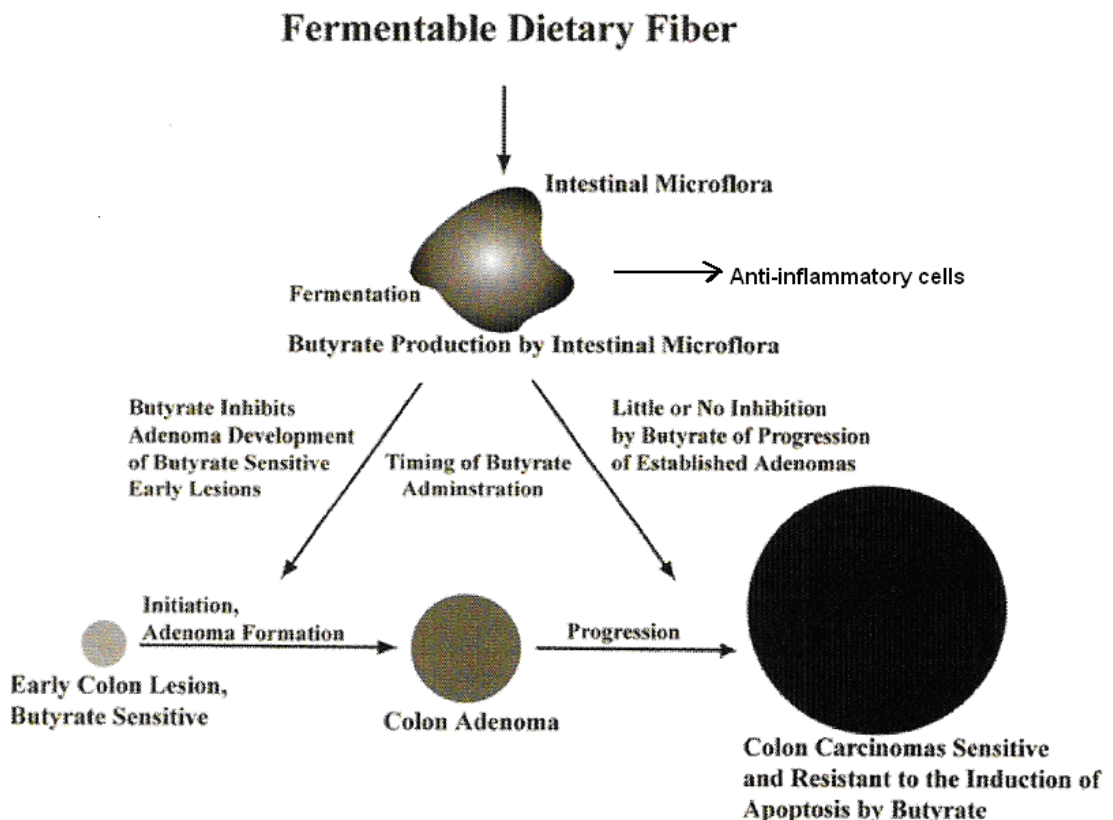 Fermentable Dietary Fiber
Intestinal Microflora
Anti-inflammatory cells
Fermentation
Butyrate Production by Intestinal Microflora
Butyrate Inhibits
Adenoma Development
of Butyrate Sensitive
Early Lesions
Timing of Butyrate
Adminstration
Little or No Inhibition
by Butyrate of Progression
of Established Adenomas
Initiation,
Adenoma Formation
Progression
Early Colon Lesion,
Butyrate Sensitive
Colon Adenoma
Colon Carcinomas Sensitive
and Resistant to the Induction of
Apoptosis by Butyrate